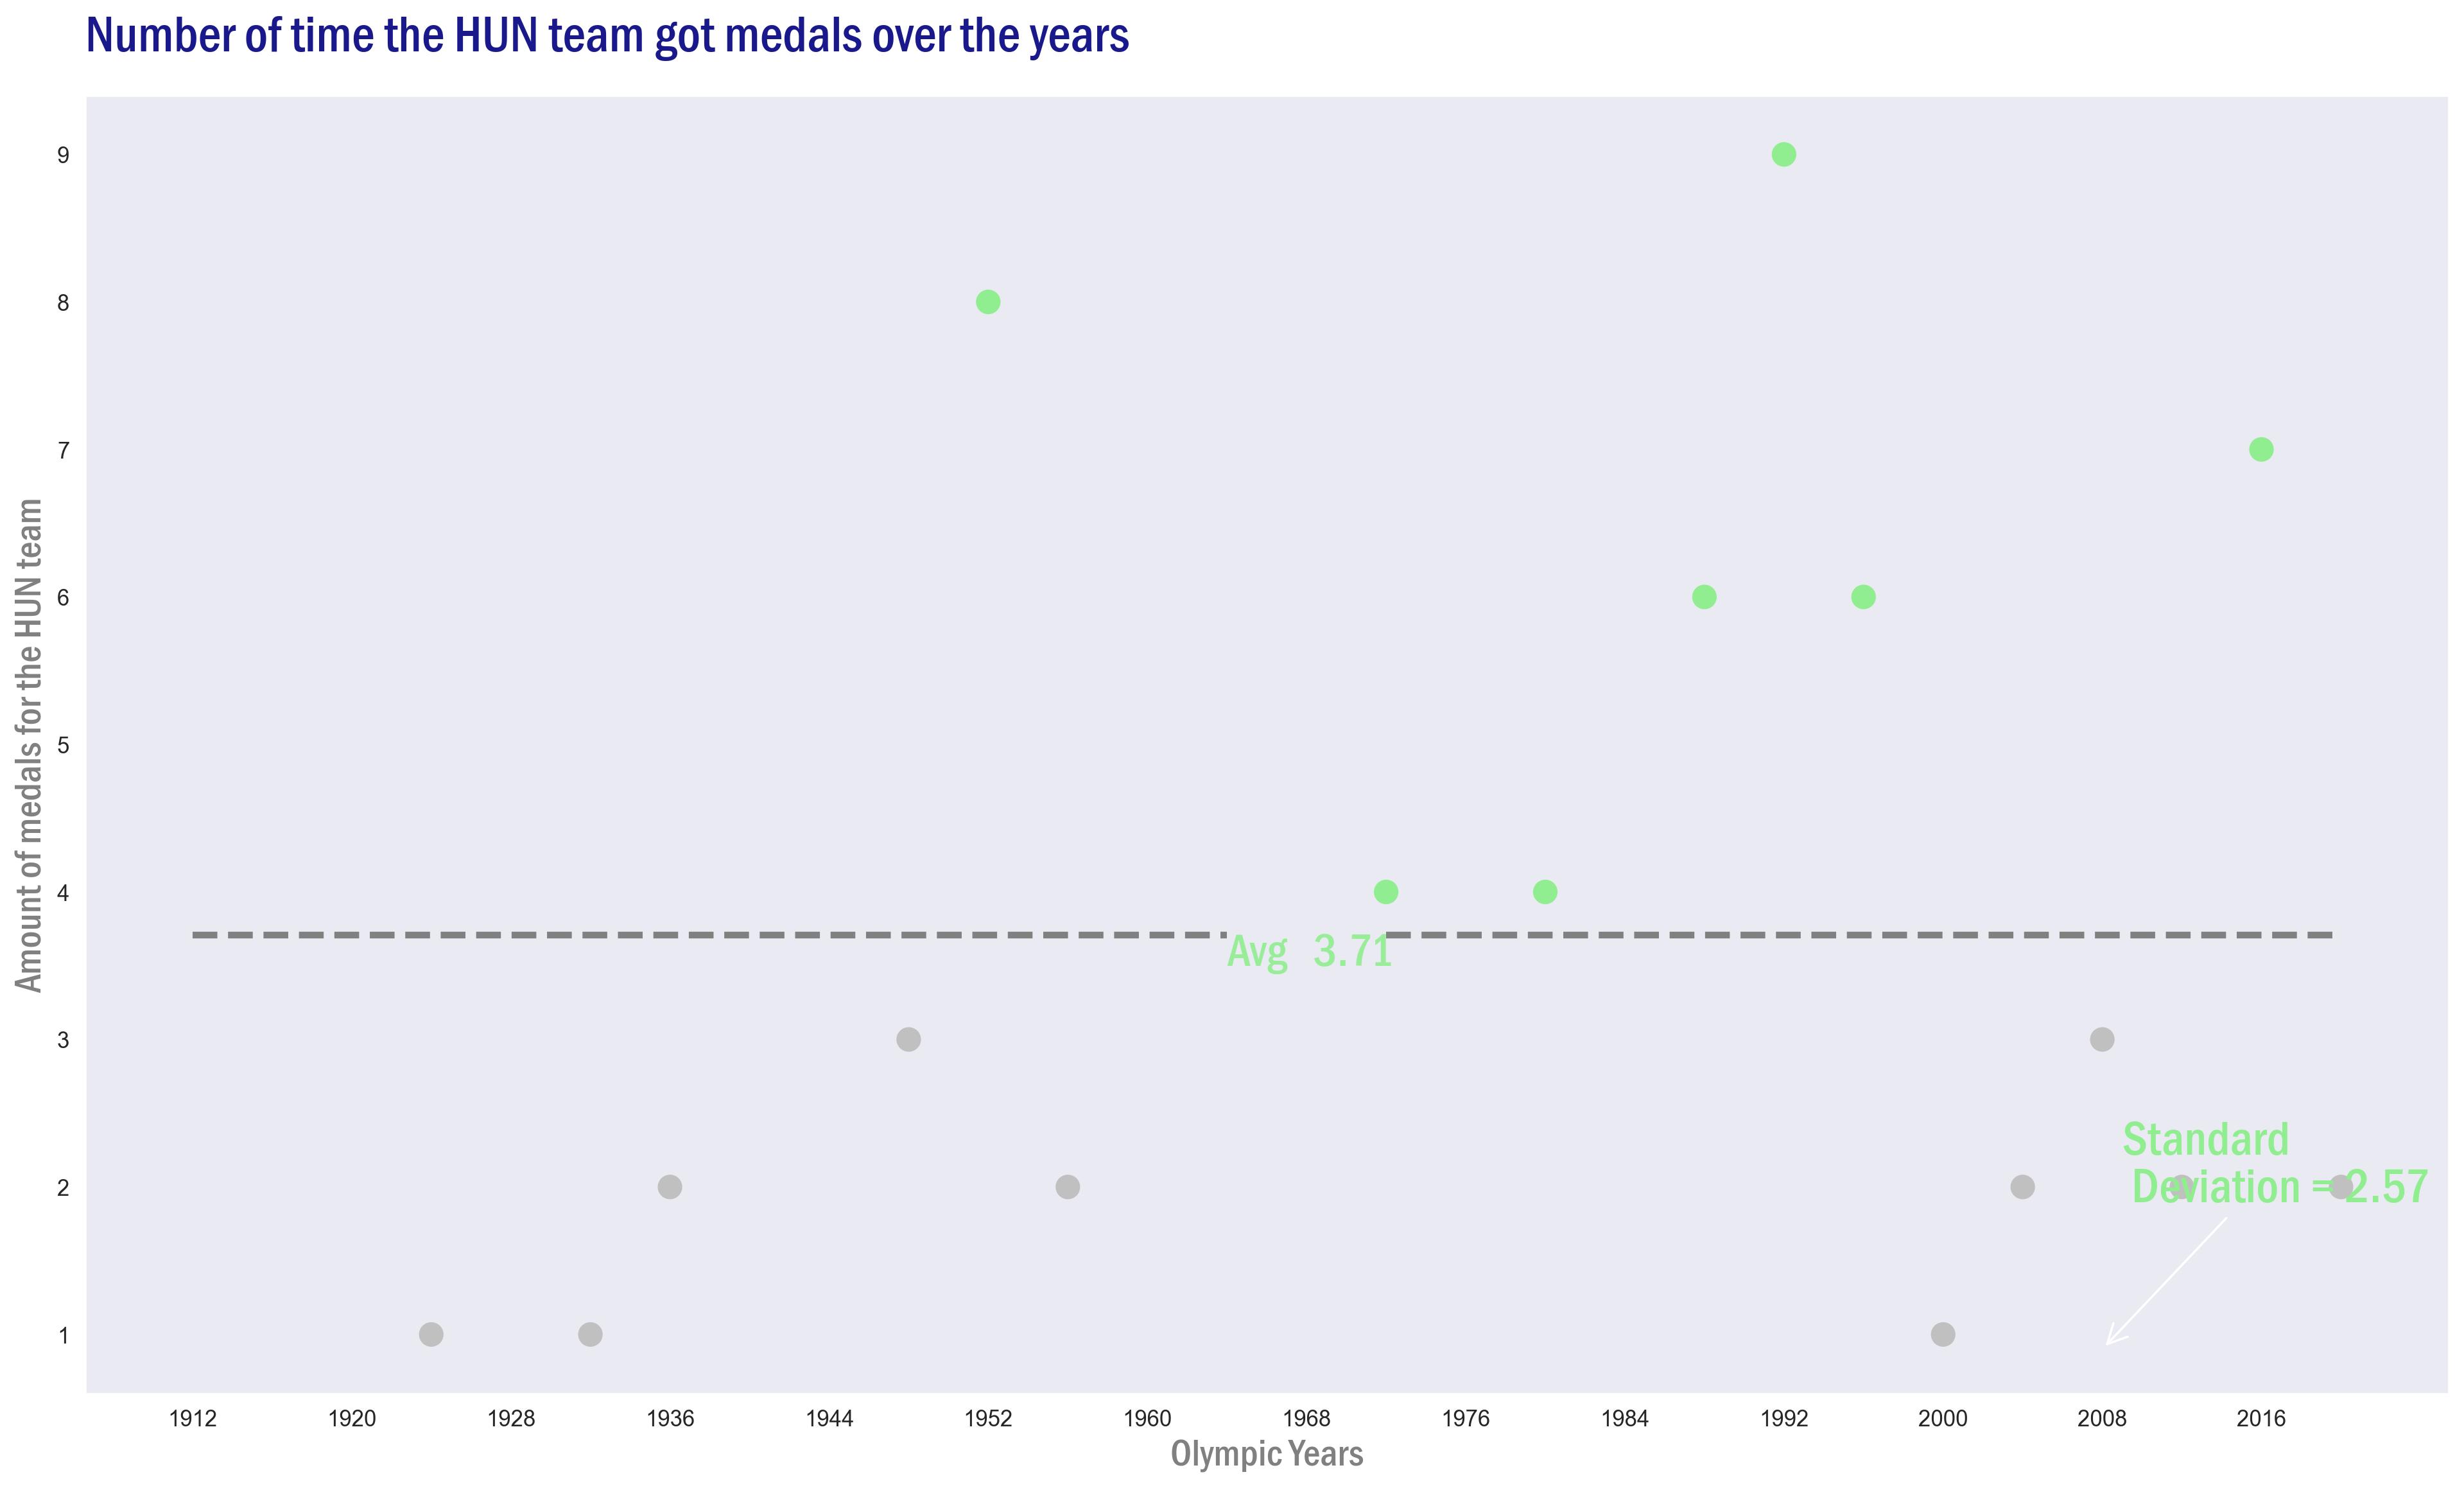 Number of time the HUN team got medals over the years
Amount of medals for the HUN team
9
8
7
6
5
4
3
2
1
Avg 3.71
Standard
Deviation = 2.57
1912 1920 1928 1936 1944 1952 1960 1968 1976 1984 1992 2000 2008 2016
Olympic Years